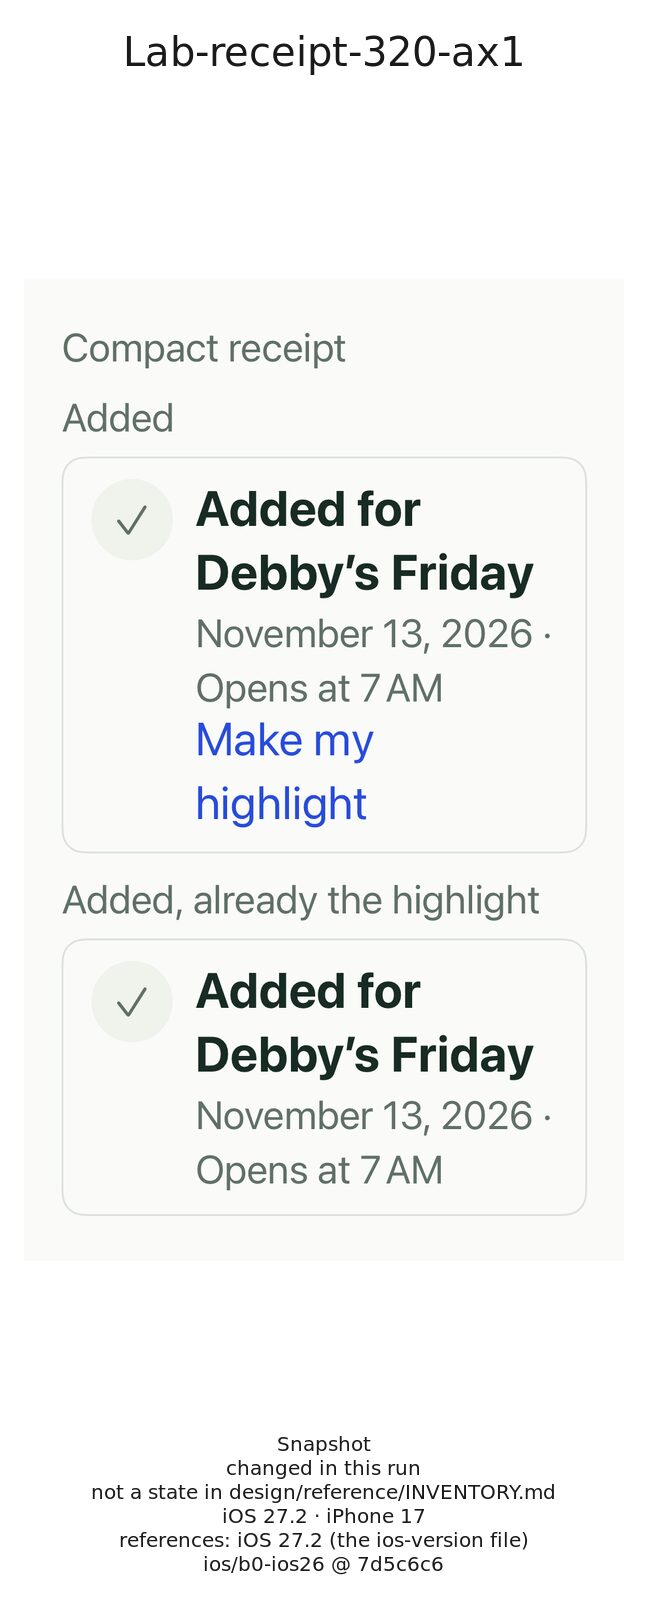 Lab-receipt-320-ax1
Compact receipt
Added
Added for
Debby’s Friday
November 13, 2026 ·
Opens at 7 AM
Make my
highlight
Added, already the highlight
Added for
Debby’s Friday
November 13, 2026 ·
Opens at 7 AM
Snapshot
changed in this run
not a state in design/reference/INVENTORY.md
iOS 27.2 · iPhone 17
references: iOS 27.2 (the ios-version file)
ios/b0-ios26 @ 7d5c6c6